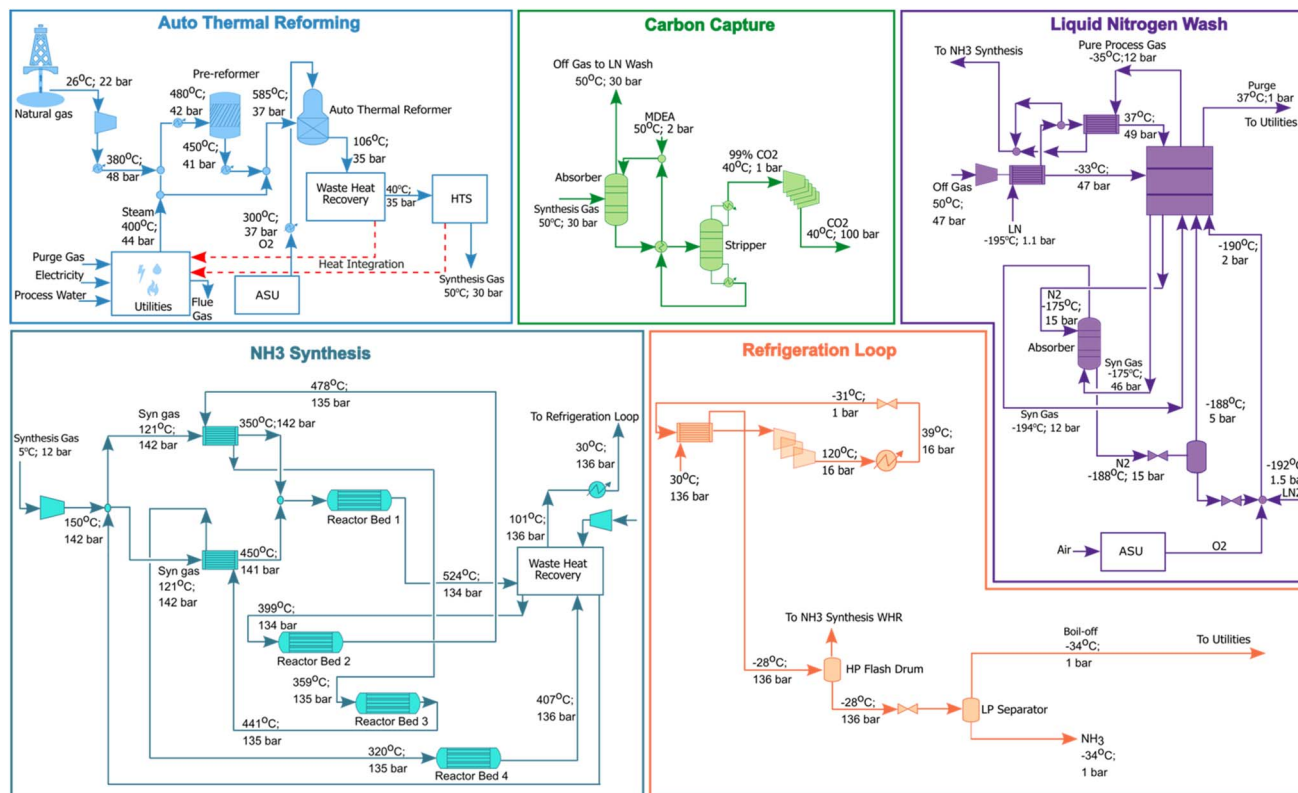 Auto Thermal Reforming
26°C; 22 bar
Natural gas
Pre-reformer
480°C;
42 bar
585°C;
37 bar
Auto Thermal Reformer
450°C;
41 bar
106°C;
35 bar
380°C;
48 bar
Waste Heat
Recovery
40°C;
35 bar
HTS
Steam
400°C;
44 bar
300°C;
37 bar
O2
Heat Integration
Purge Gas
Electricity
Process Water
Utilities
Flue
Gas
ASU
Synthesis Gas
50°C; 30 bar
Carbon Capture
Off Gas to LN Wash
50°C; 30 bar
MDEA
50°C; 2 bar
99% CO2
40°C; 1 bar
Absorber
Synthesis Gas
50°C; 30 bar
Stripper
CO2
40°C; 100 bar
Liquid Nitrogen Wash
To NH3 Synthesis
Pure Process Gas
-35°C;12 bar
Purge
37°C;1 bar
To Utilities
37°C;
49 bar
-33°C;
47 bar
Off Gas
50°C;
47 bar
LN
-195°C; 1.1 bar
-190°C;
2 bar
N2
-175°C;
15 bar
Absorber
Syn Gas
-175°C;
46 bar
Syn Gas
-194°C; 12 bar
-188°C;
5 bar
N2
-188°C; 15 bar
-192°C
1.5 ba
LN2
Air
ASU
O2
NH3 Synthesis
478°C;
135 bar
Syn gas
121°C;
142 bar
350°C;142 bar
To Refrigeration Loop
30°C;
136 bar
Synthesis Gas
5°C; 12 bar
150°C;
142 bar
Reactor Bed 1
101°C;
136 bar
450°C;
141 bar
Syn gas
121°C;
142 bar
524°C;
134 bar
Waste Heat
Recovery
399°C;
134 bar
Reactor Bed 2
359°C;
135 bar
Reactor Bed 3
407°C;
136 bar
441°C;
135 bar
320°C;
135 bar
Reactor Bed 4
Refrigeration Loop
-31°C;
1 bar
39°C;
16 bar
120°C;
16 bar
30°C;
136 bar
To NH3 Synthesis WHR
-28°C;
136 bar
HP Flash Drum
-28°C;
136 bar
LP Separator
Boil-off
-34°C;
1 bar
To Utilities
NH3
-34°C;
1 bar